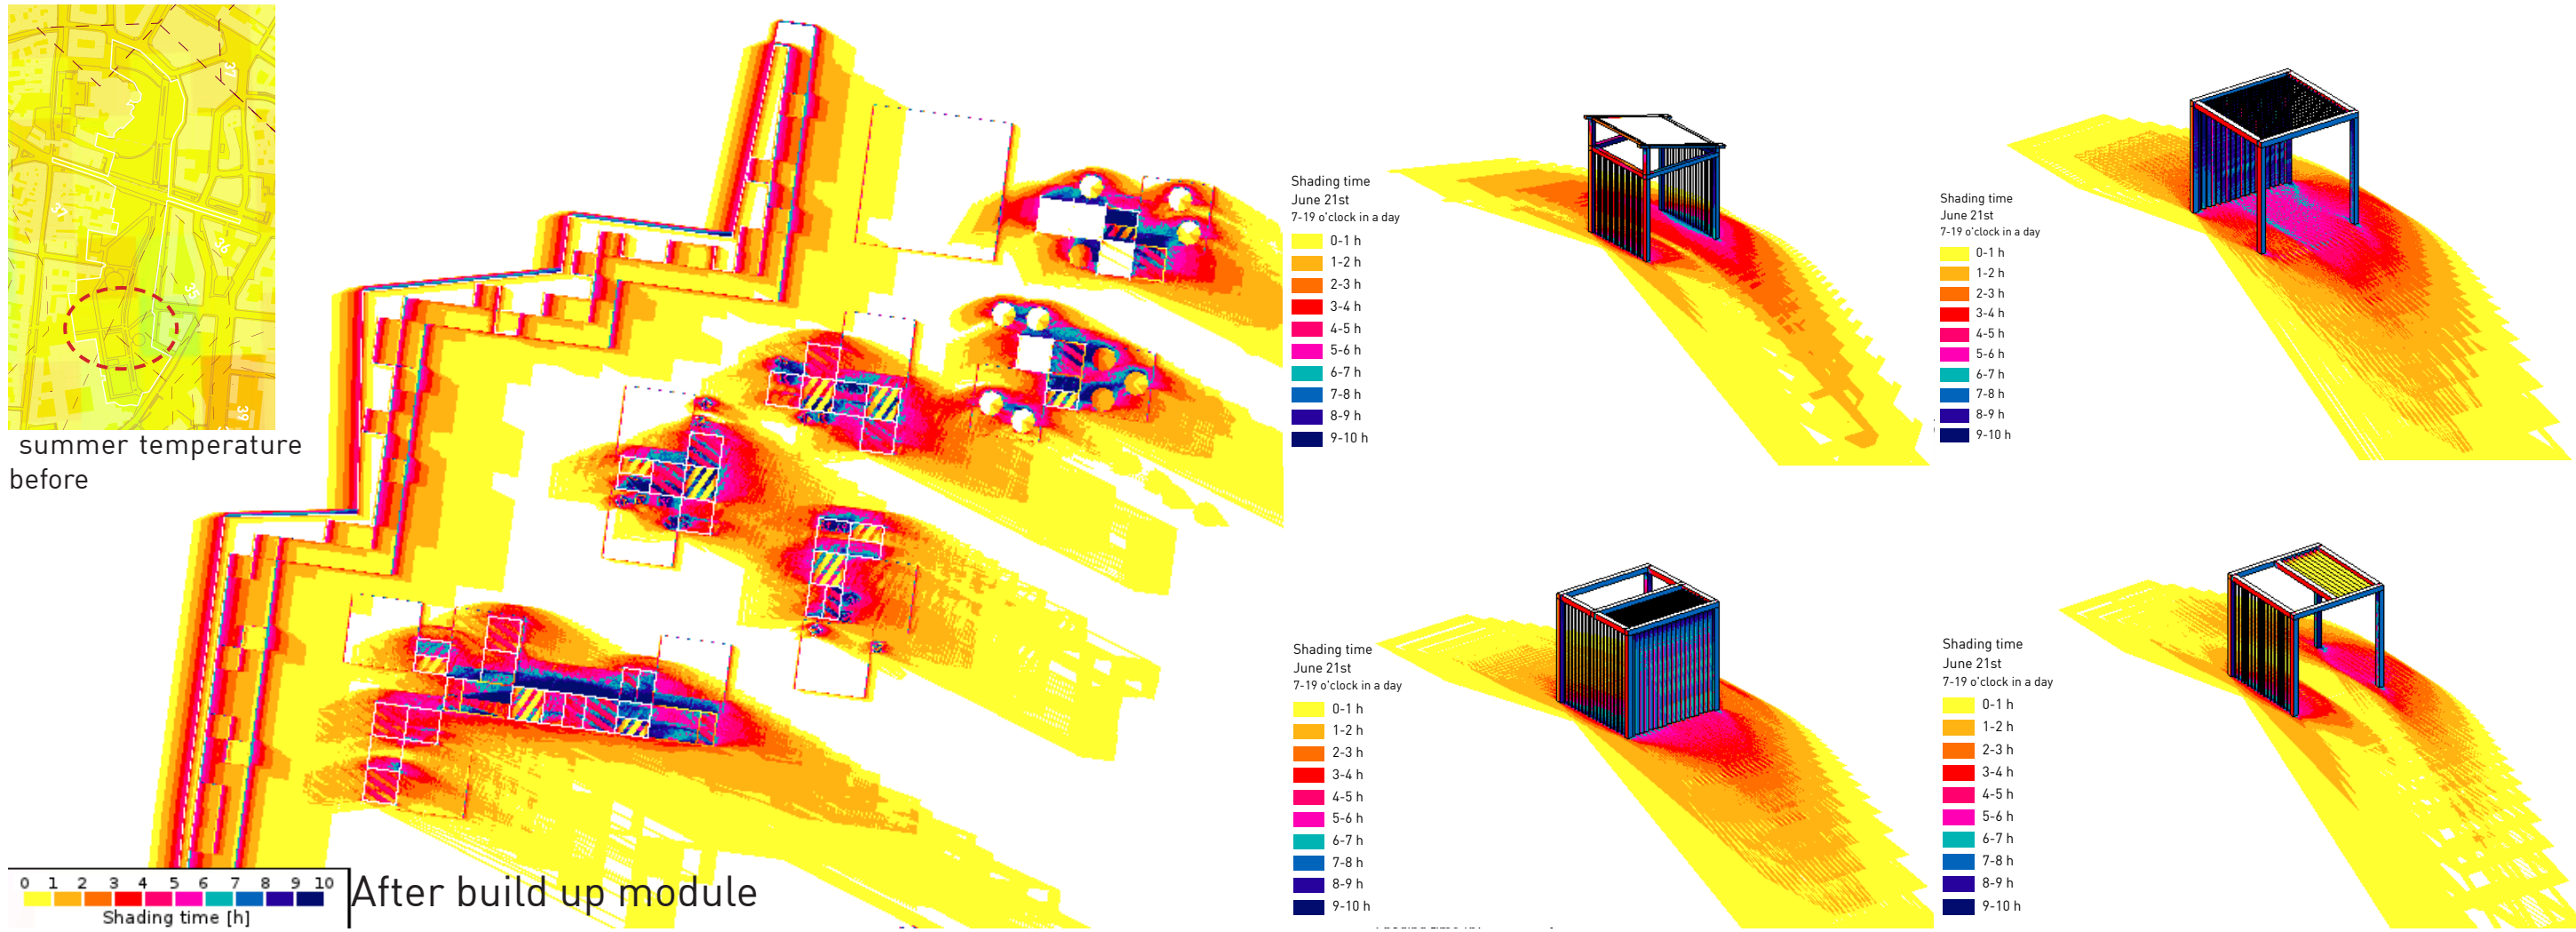 37
37
36
35
39
summer temperature
before
0 1 2 3 4 5 6 7 8 9 10
Shading time [h]
After build up module
Shading time
June 21st
7-19 o'clock in a day
0-1 h
1-2 h
2-3 h
3-4 h
4-5 h
5-6 h
6-7 h
7-8 h
8-9 h
9-10 h
Shading time
June 21st
7-19 o'clock in a day
0-1 h
1-2 h
2-3 h
3-4 h
4-5 h
5-6 h
6-7 h
7-8 h
8-9 h
9-10 h
Shading time
June 21st
7-19 o'clock in a day
0-1 h
1-2 h
2-3 h
3-4 h
4-5 h
5-6 h
6-7 h
7-8 h
8-9 h
9-10 h
Shading time
June 21st
7-19 o'clock in a day
0-1 h
1-2 h
2-3 h
3-4 h
4-5 h
5-6 h
6-7 h
7-8 h
8-9 h
9-10 h